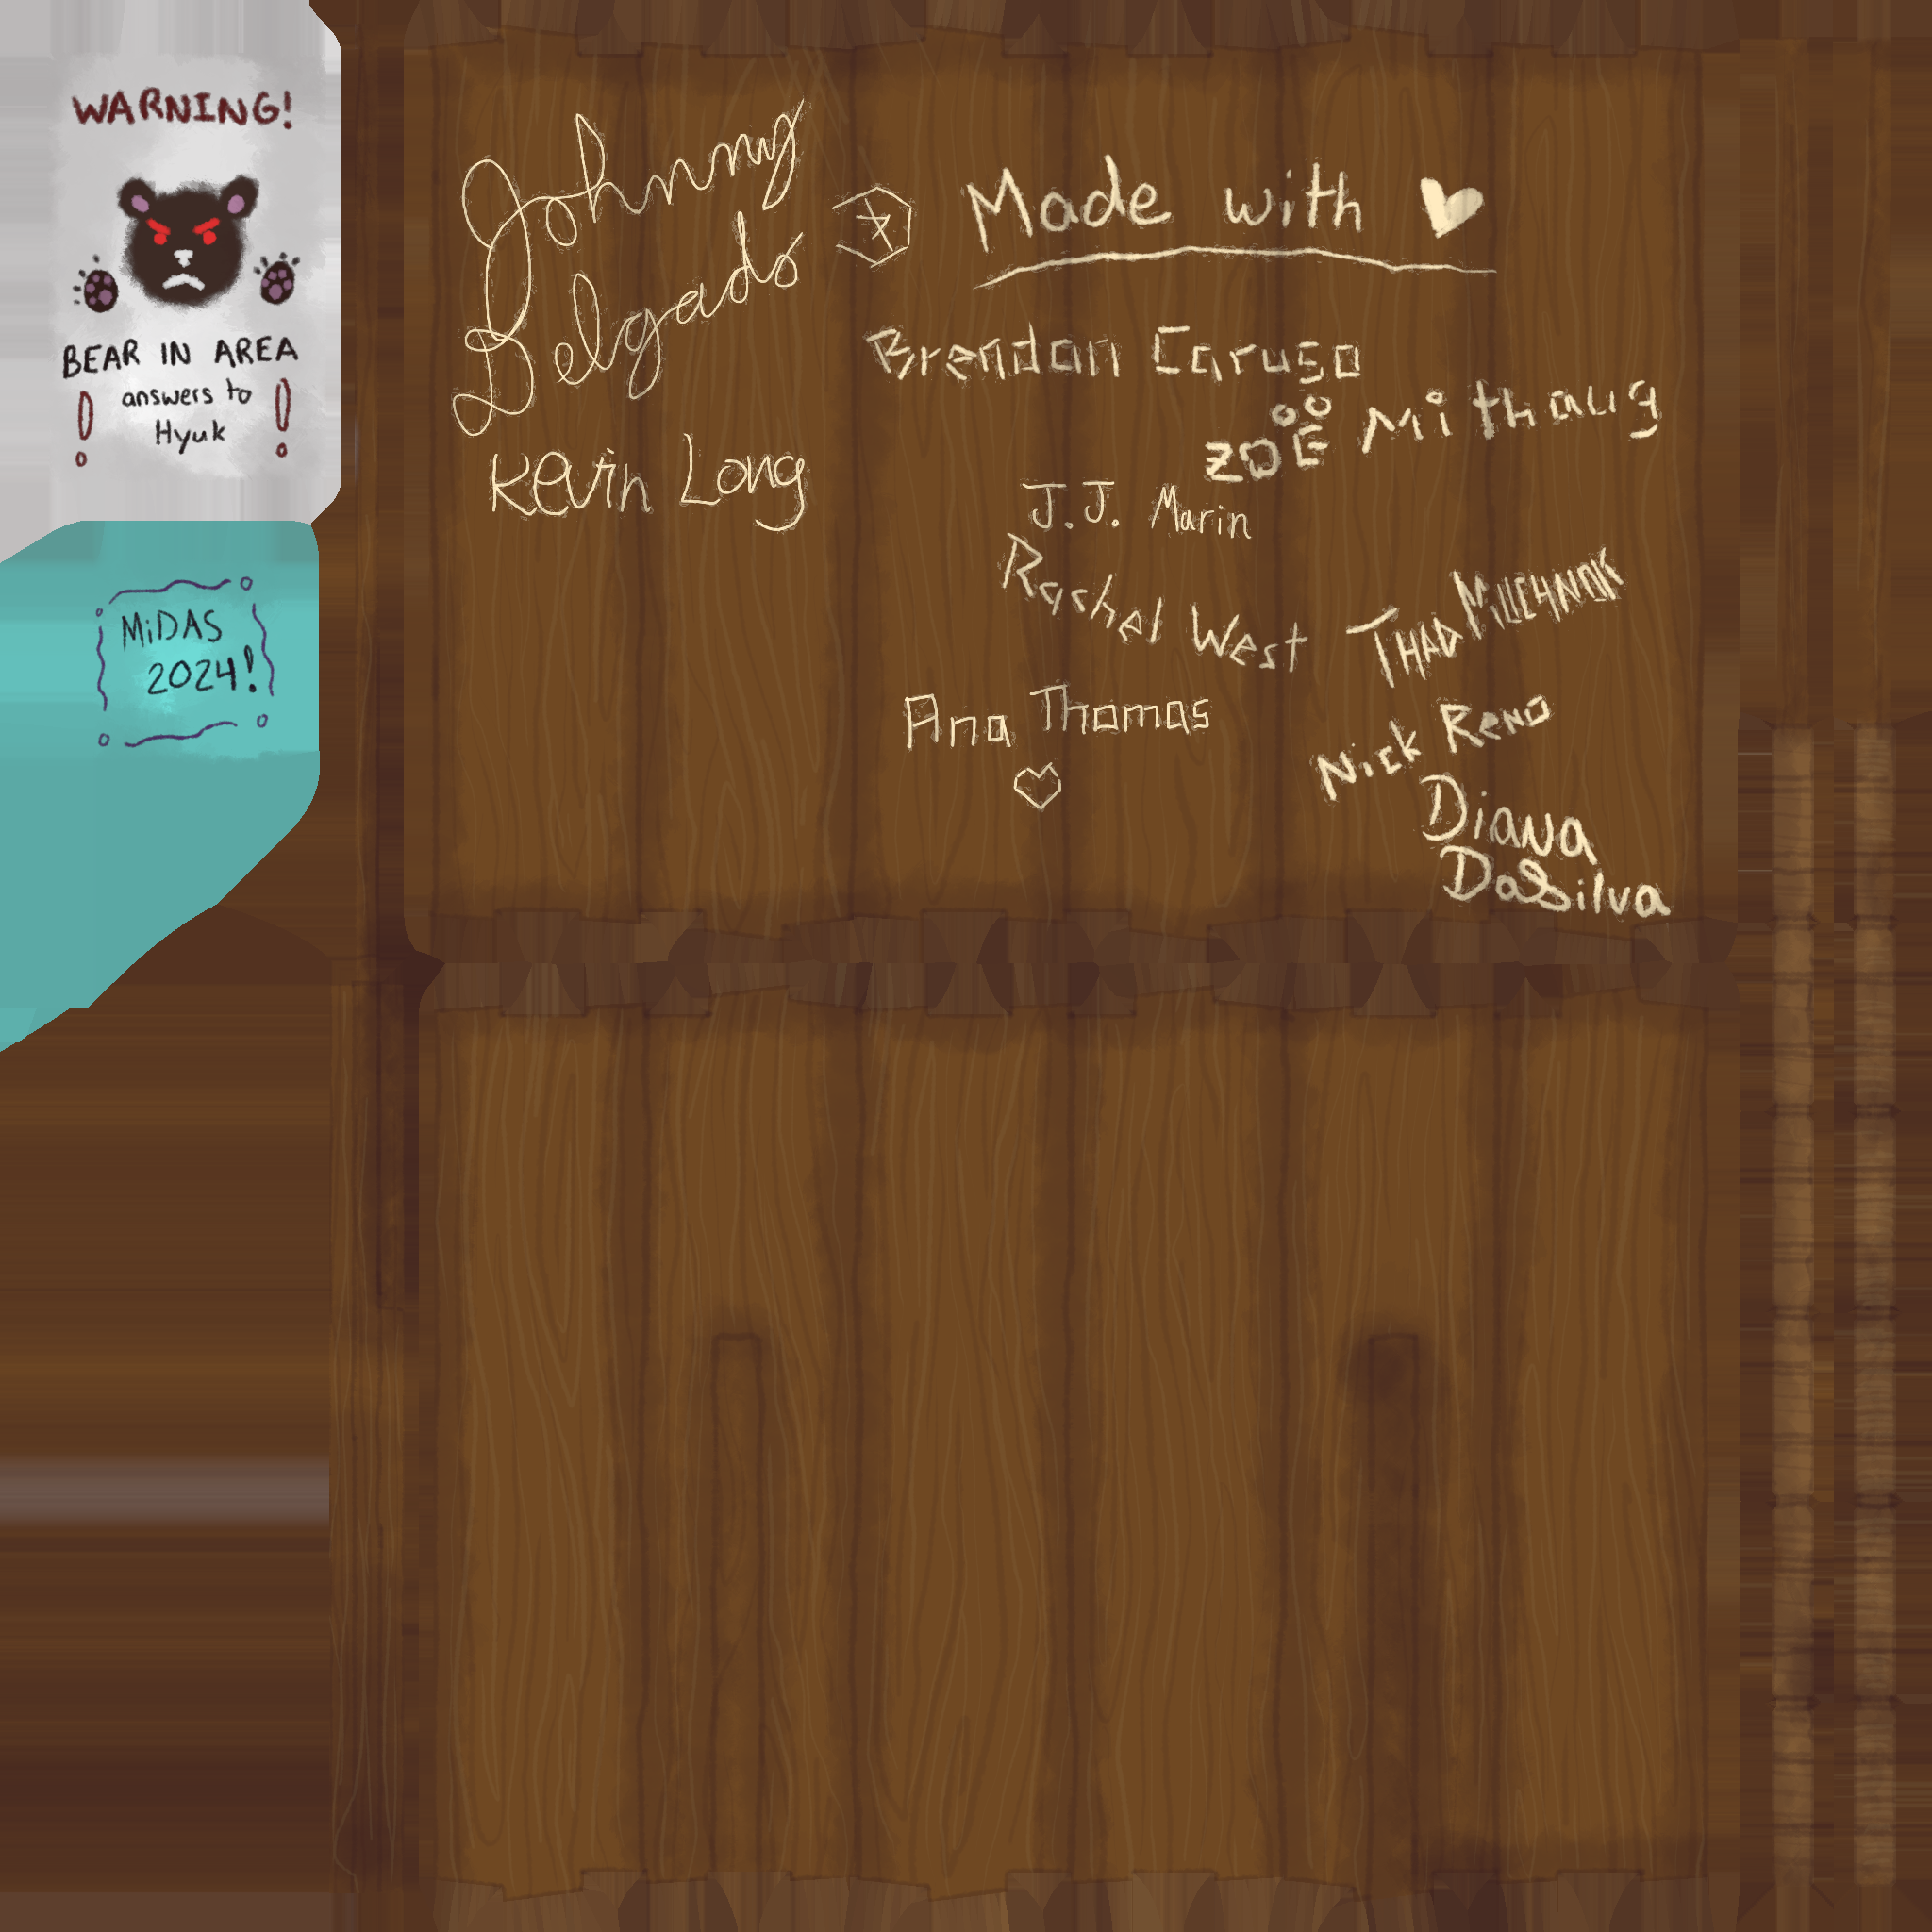 WARNING!
BEAR IN AREA
answers to
Hyuk
MiDAS
2024!
Johnny
Delgado
Kevin Long
Made with
Brendan Caruso
ZOË Mithaug
J.J. Marin
Rachel West
THAD MILLCHNOK
Ana Thomas
Nick Reno
Diana
DaSilva